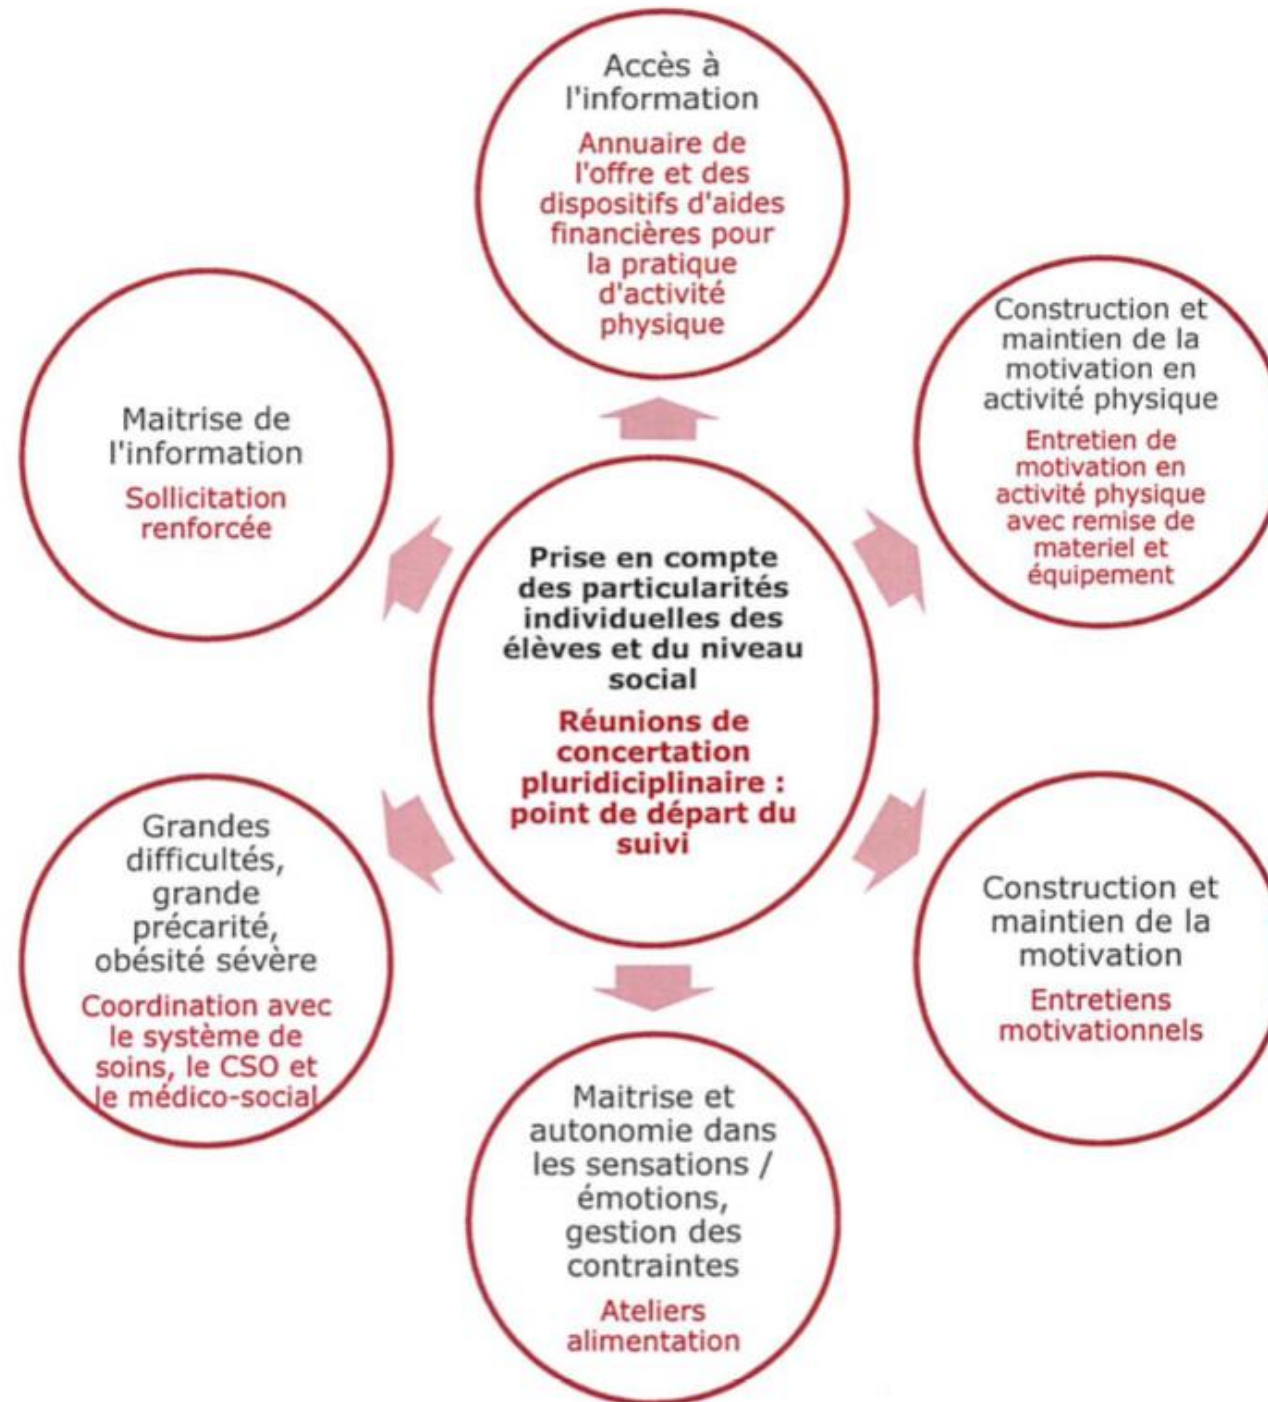 Accès à
l'information
Annuaire de
l'offre et des
dispositifs d'aides
financières pour
la pratique
d'activité
physique
Construction et
maintien de la
motivation en
activité physique
Entretien de
motivation en
activité physique
avec remise de
materiel et
équipement
Maitrise de
l'information
Sollicitation
renforcée
Prise en compte
des particularités
individuelles des
élèves et du niveau
social
Réunions de
concertation
pluridiciplinaire :
point de départ du
suivi
Grandes
difficultés,
grande
précarité,
obésité sévère
Coordination avec
le système de
soins, le CSO et
le médico-social
Construction et
maintien de la
motivation
Entretiens
motivationnels
Maitrise et
autonomie dans
les sensations /
émotions,
gestion des
contraintes
Ateliers
alimentation